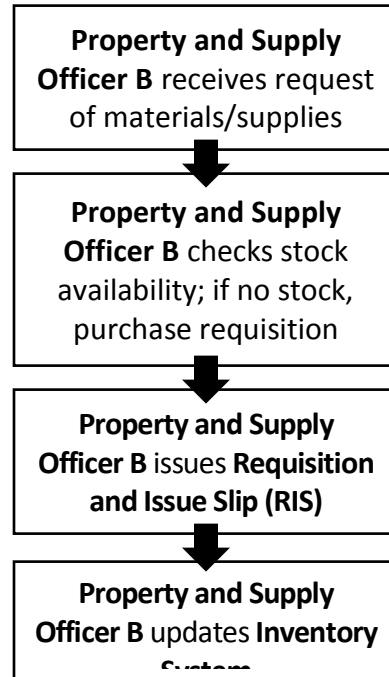 Property and Supply
Officer B receives request
of materials/supplies
Property and Supply
Officer B checks stock
availability; if no stock,
purchase requisition
Property and Supply
Officer B issues Requisition
and Issue Slip (RIS)
Property and Supply
Officer B updates Inventory
System